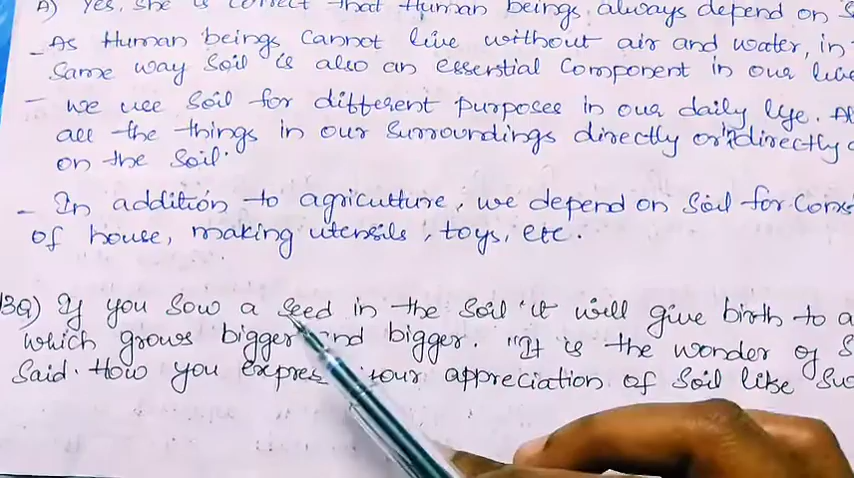 A) Yes, she is correct that Human beings always depend on
- As Human beings cannot live without air and water, in
Same way Soil is also an essential Component in our
- we use Soil for different purposes in our daily lye.
all the things in our Surroundings directly or indirectly
on the Soil.
- In addition to agriculture, we depend on Soil for
of house, making utensils, toys, etc.
13Q) If you Sow a Seed in the Soil 'it will give birth to a
which grows bigger and bigger. "It is the wonder of
Said. How you your appreciation of Soil like